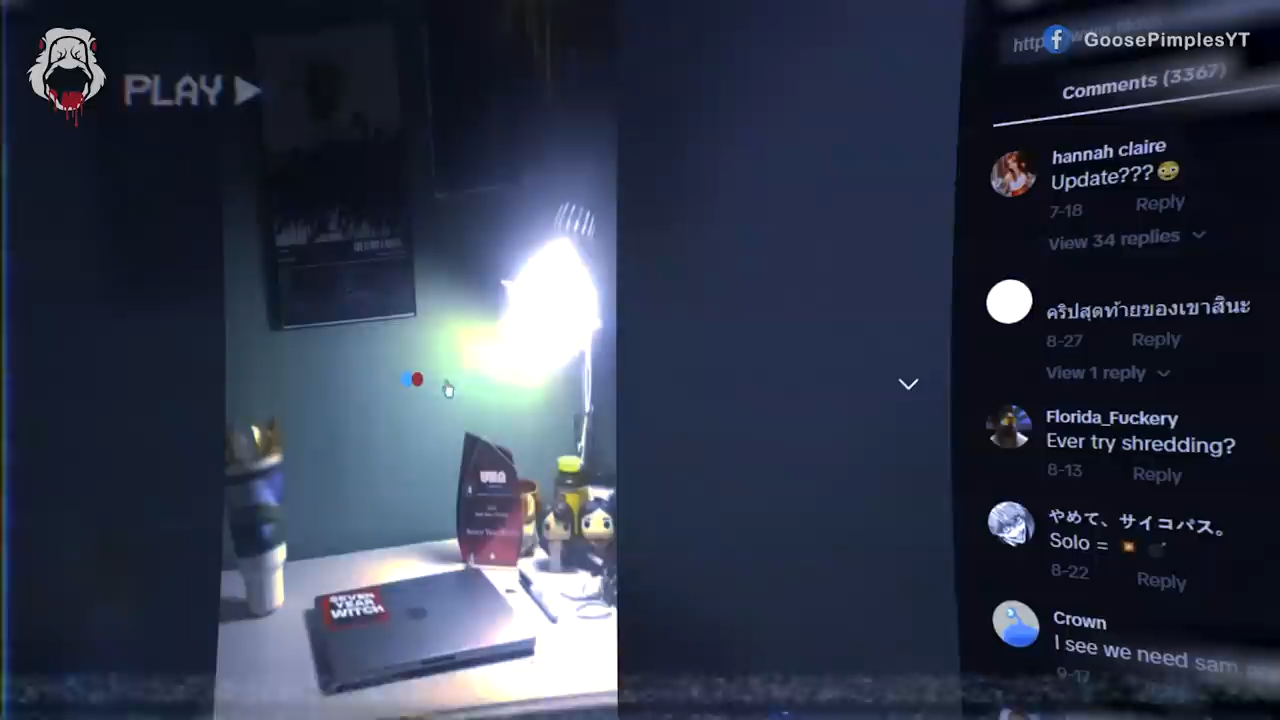 PLAY
GoosePimplesYT
Comments (3367)
hannah claire
Update???😳
7-18 Reply
View 34 replies
คริปสุดท้ายของเขาสินะ
8-27 Reply
View 1 reply
Florida_Fuckery
Ever try shredding?
8-13 Reply
やめて、サイコパス。
Solo = 💥
8-22 Reply
Crown
I see we need sam
9-17
SEVEN
YEAR
WITCH